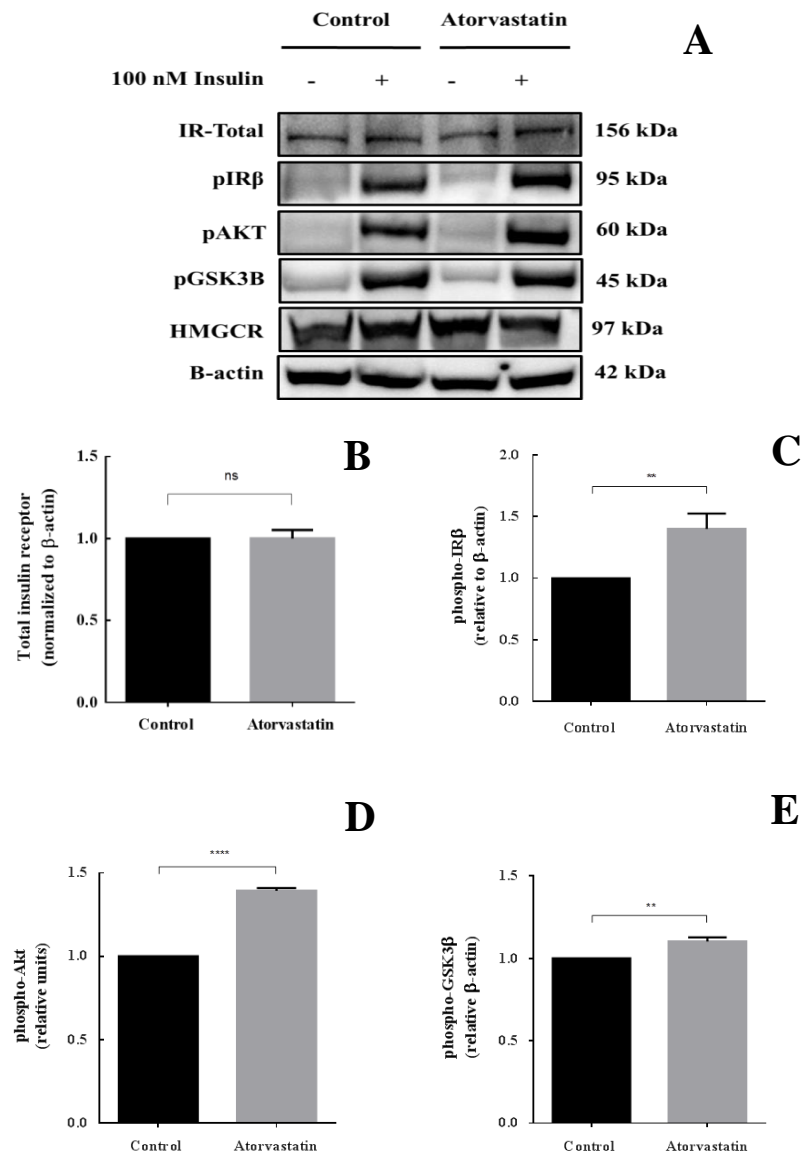 Control Atorvastatin
A
100 nM Insulin - + - +
IR-Total 156 kDa
pIRβ 95 kDa
pAKT 60 kDa
pGSK3B 45 kDa
HMGCR 97 kDa
B-actin 42 kDa
B
Total insulin receptor
(normalized to β-actin)
1.5
1.0
0.5
0.0
ns
Control Atorvastatin
C
phospho-IRβ
(relative to β-actin)
2.0
1.5
1.0
0.5
0.0
**
Control Atorvastatin
D
phospho-Akt
(relative units)
1.5
1.0
0.5
0.0
****
Control Atorvastatin
E
phospho-GSK3β
(relative β-actin)
1.5
1.0
0.5
0.0
**
Control Atorvastatin